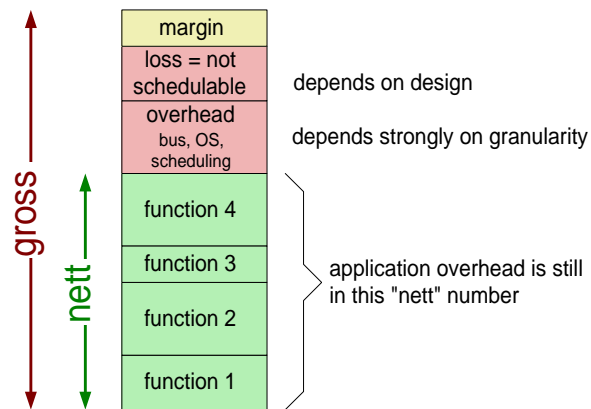 margin
loss = not
schedulable
depends on design
overhead
bus, OS,
scheduling
depends strongly on granularity
gross
nett
function 4
function 3
function 2
function 1
application overhead is still
in this "nett" number